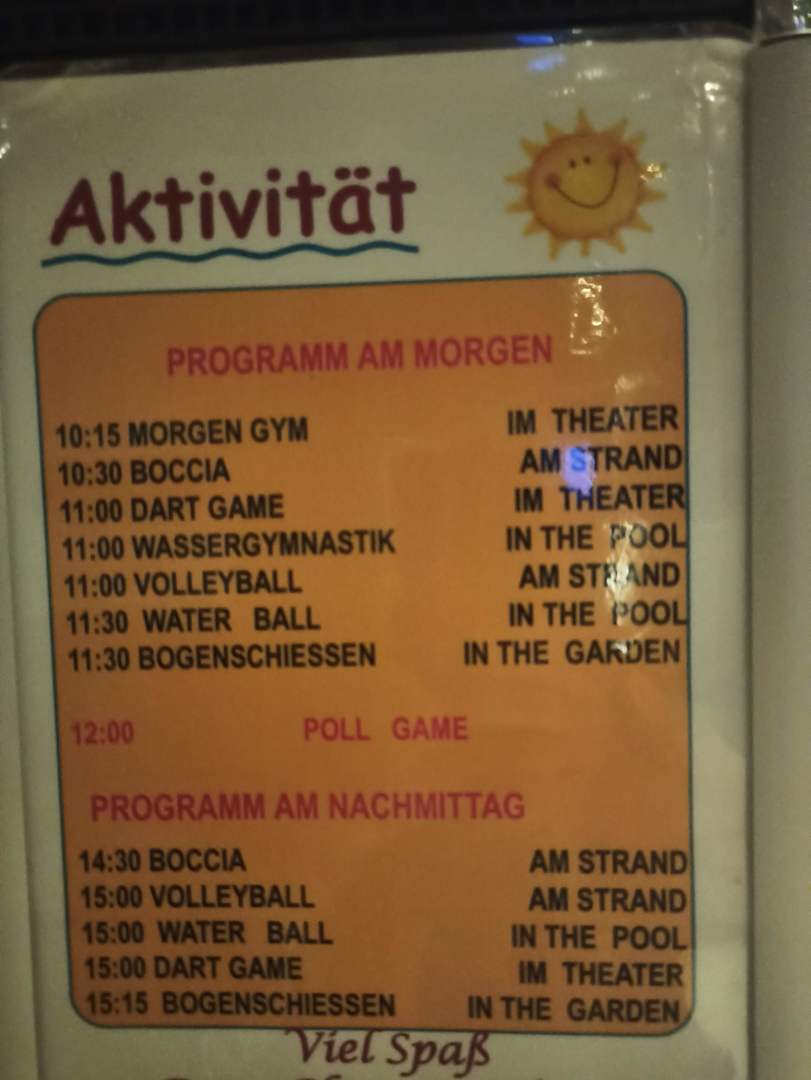 Aktivität
PROGRAMM AM MORGEN
10:15 MORGEN GYM IM THEATER
10:30 BOCCIA AM STRAND
11:00 DART GAME IM THEATER
11:00 WASSERGYMNASTIK IN THE POOL
11:00 VOLLEYBALL AM STRAND
11:30 WATER BALL IN THE POOL
11:30 BOGENSCHIESSEN IN THE GARDEN
12:00 POLL GAME
PROGRAMM AM NACHMITTAG
14:30 BOCCIA AM STRAND
15:00 VOLLEYBALL AM STRAND
15:00 WATER BALL IN THE POOL
15:00 DART GAME IM THEATER
15:15 BOGENSCHIESSEN IN THE GARDEN
Viel Spaß